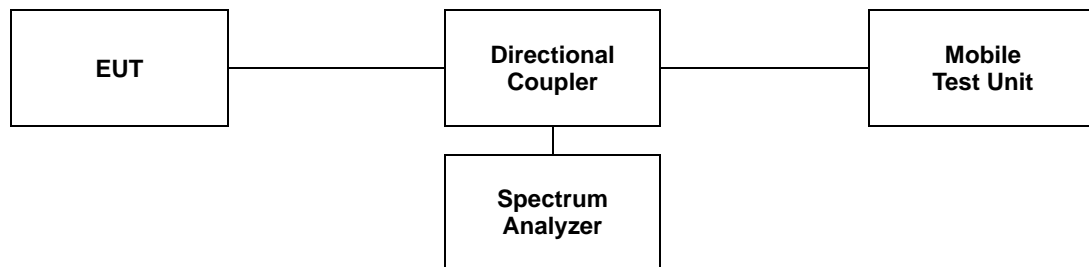 EUT
Directional
Coupler
Mobile
Test Unit
Spectrum
Analyzer